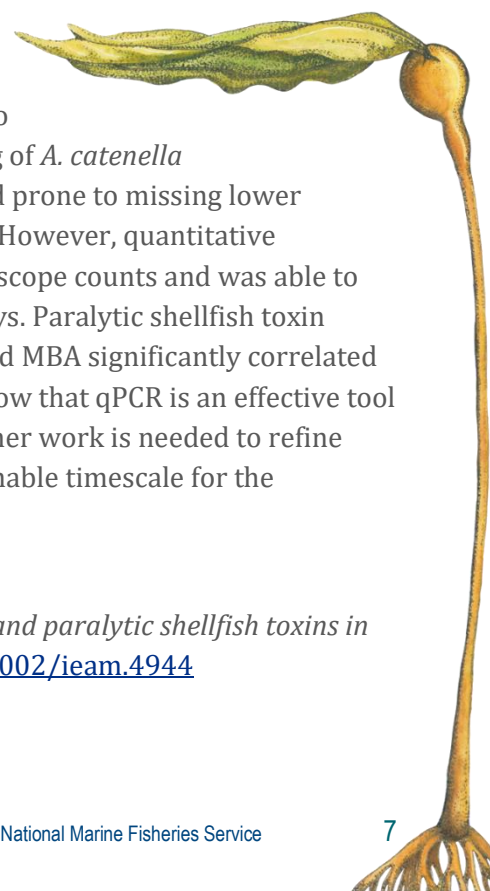 g of A. catenella
d prone to missing lower
However, quantitative
scope counts and was able to
ys. Paralytic shellfish toxin
d MBA significantly correlated
ow that qPCR is an effective tool
her work is needed to refine
nable timescale for the
and paralytic shellfish toxins in
002/ieam.4944
National Marine Fisheries Service 7